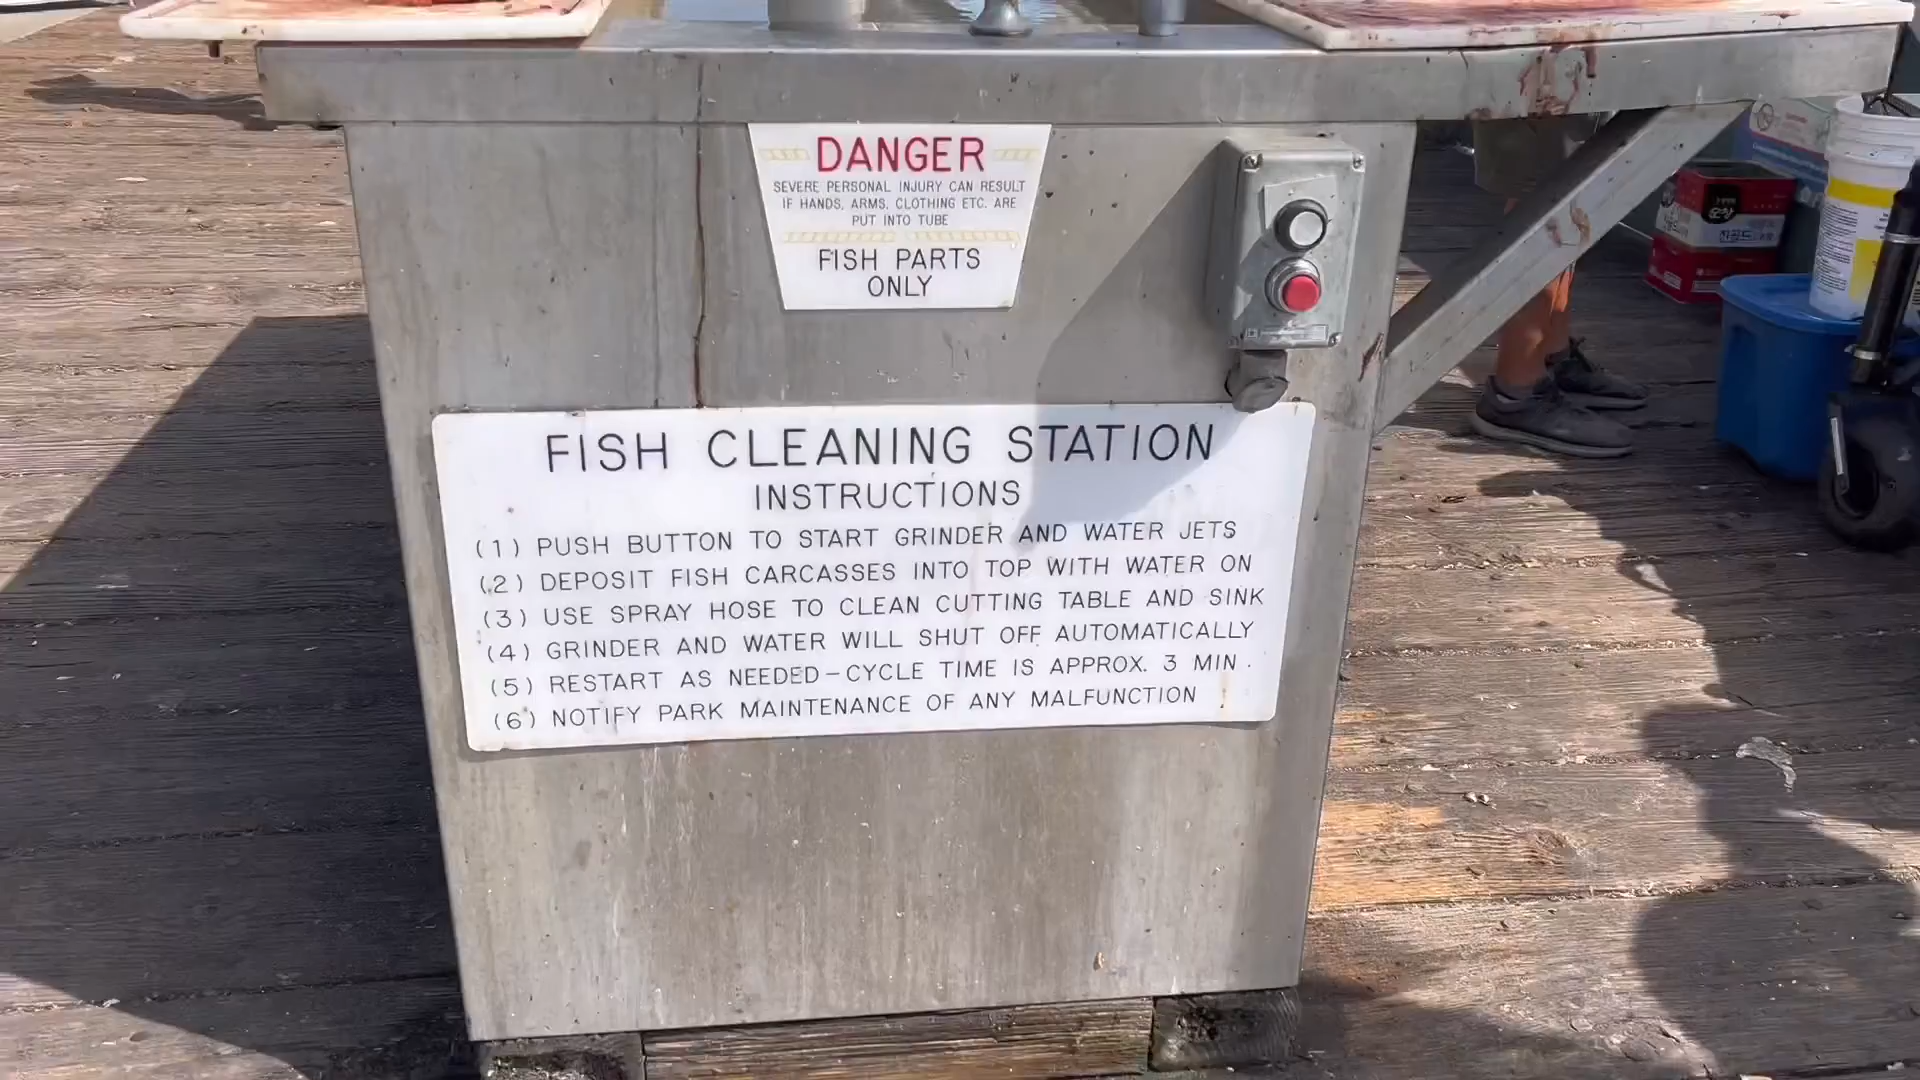 DANGER
SEVERE PERSONAL INJURY CAN RESULT
IF HANDS, ARMS, CLOTHING ETC. ARE
PUT INTO TUBE
FISH PARTS
ONLY
FISH CLEANING STATION
INSTRUCTIONS
(1) PUSH BUTTON TO START GRINDER AND WATER JETS
(2) DEPOSIT FISH CARCASSES INTO TOP WITH WATER ON
(3) USE SPRAY HOSE TO CLEAN CUTTING TABLE AND SINK
(4) GRINDER AND WATER WILL SHUT OFF AUTOMATICALLY
(5) RESTART AS NEEDED-CYCLE TIME IS APPROX. 3 MIN.
(6) NOTIFY PARK MAINTENANCE OF ANY MALFUNCTION